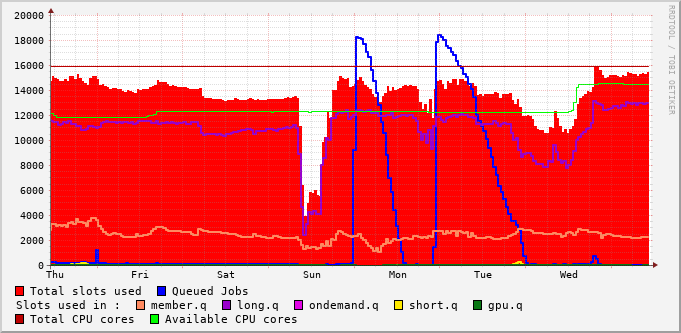 20000
18000
16000
14000
12000
10000
8000
6000
4000
2000
0
Thu Fri Sat Sun Mon Tue Wed
RRDTOOL / TOBI OETIKER
Total slots used Queued Jobs
Slots used in : member.q long.q ondemand.q short.q gpu.q
Total CPU cores Available CPU cores